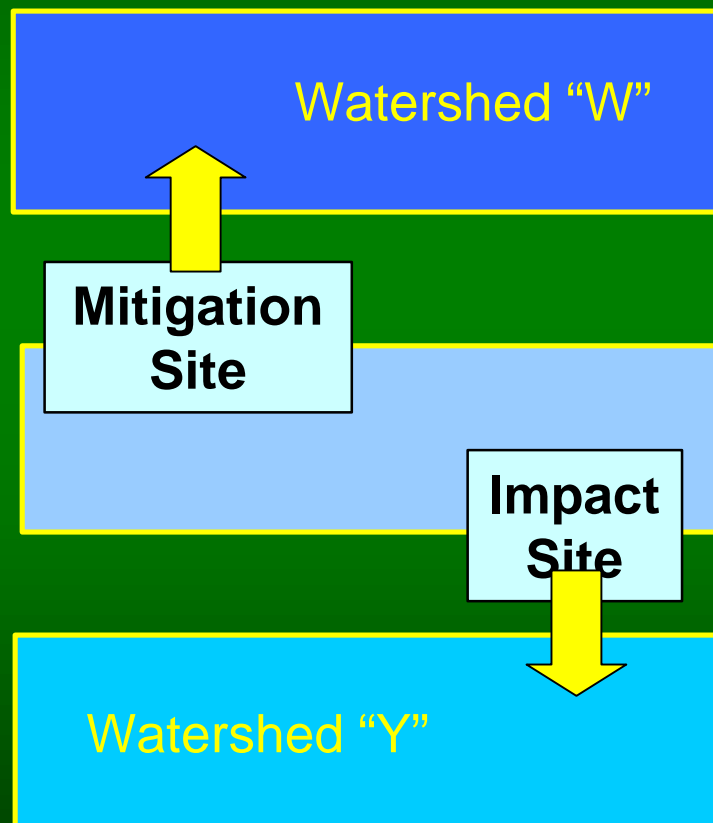 Watershed “W”
Mitigation
Site
Impact
Site
Watershed “Y”